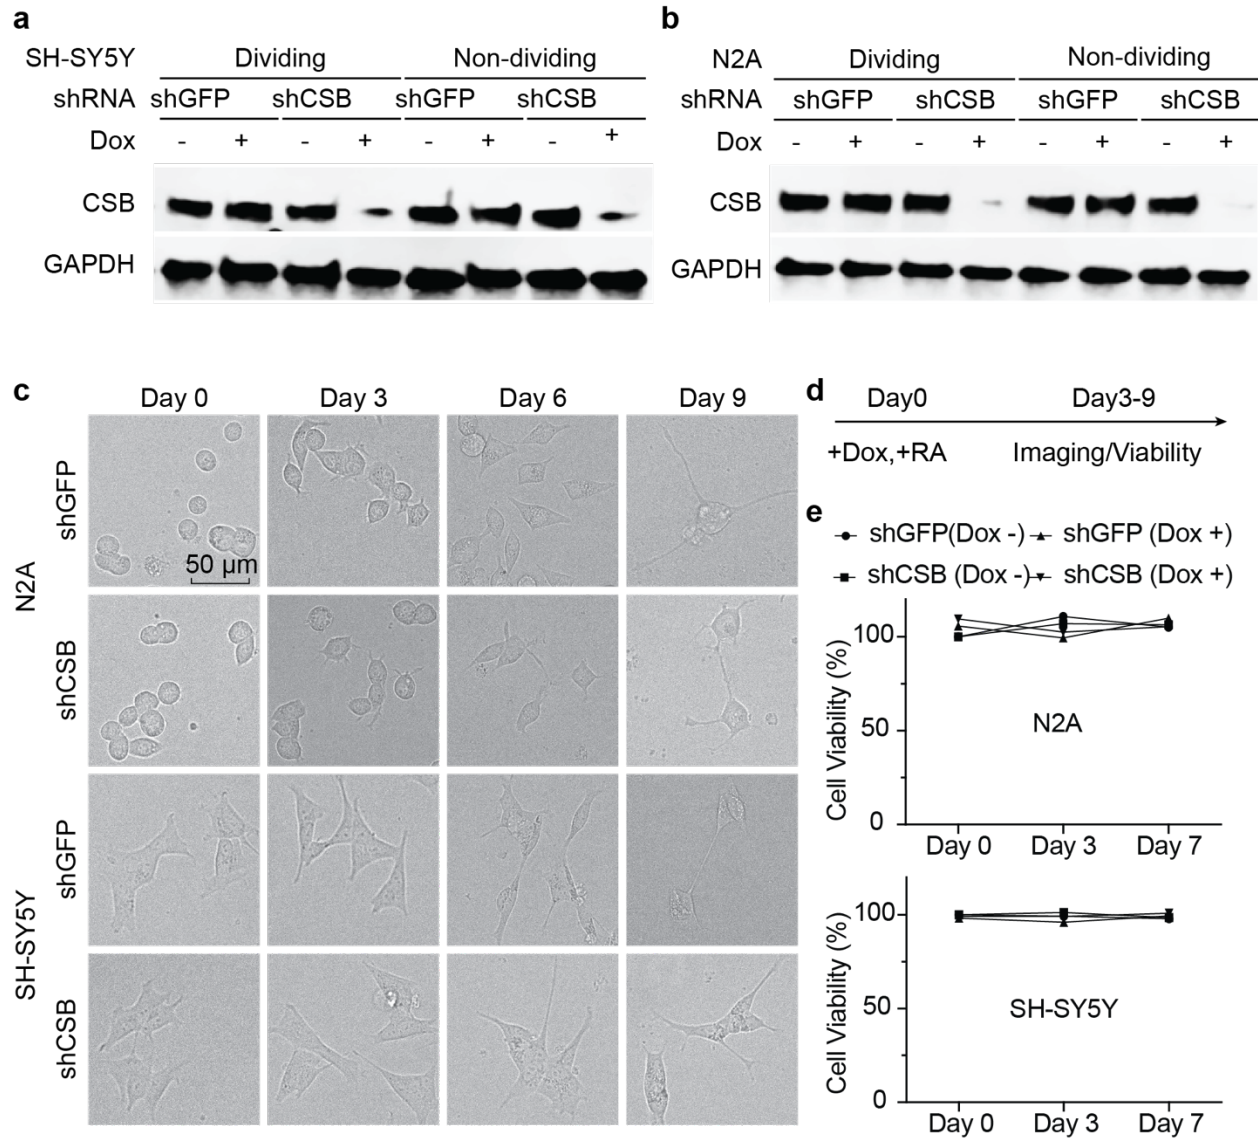 a
SH-SY5Y Dividing Non-dividing
shRNA shGFP shCSB shGFP shCSB
Dox - + - + - + - +
CSB
GAPDH
b
N2A Dividing Non-dividing
shRNA shGFP shCSB shGFP shCSB
Dox - + - + - + - +
CSB
GAPDH
c
Day 0 Day 3 Day 6 Day 9
N2A
shGFP
50 µm
shCSB
SH-SY5Y
shGFP
shCSB
d
Day0 Day3-9
+Dox,+RA Imaging/Viability
e
shGFP(Dox -) shGFP (Dox +)
shCSB (Dox -) shCSB (Dox +)
Cell Viability (%)
100
50
0
N2A
Day 0 Day 3 Day 7
Cell Viability (%)
100
50
0
SH-SY5Y
Day 0 Day 3 Day 7